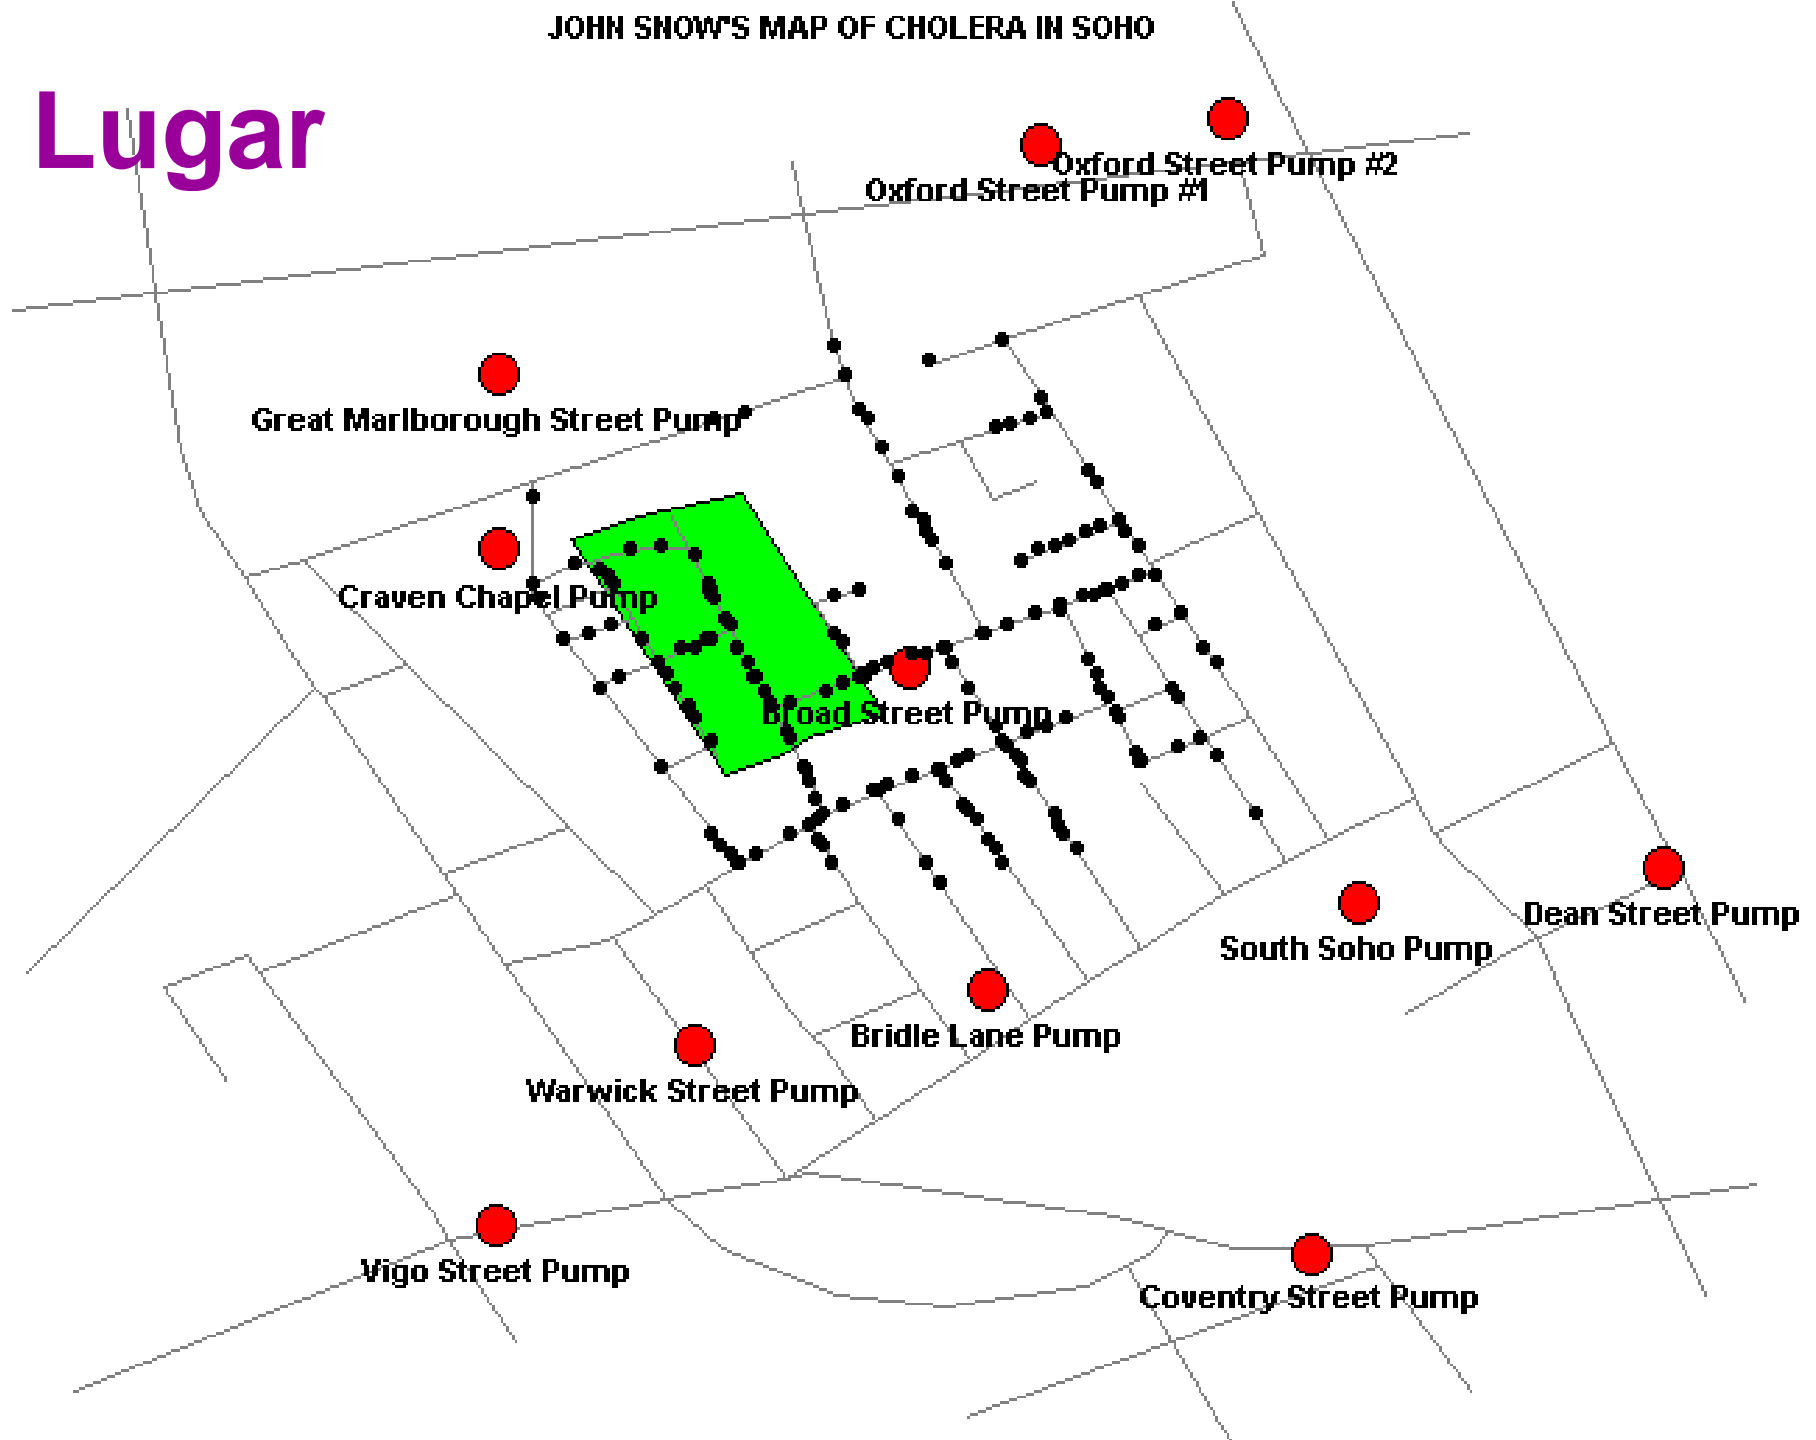 JOHN SNOW'S MAP OF CHOLERA IN SOHO
Lugar
Oxford Street Pump #2
Oxford Street Pump #1
Great Marlborough Street Pump
Craven Chapel Pump
Broad Street Pump
Dean Street Pump
South Soho Pump
Bridle Lane Pump
Warwick Street Pump
Vigo Street Pump
Coventry Street Pump